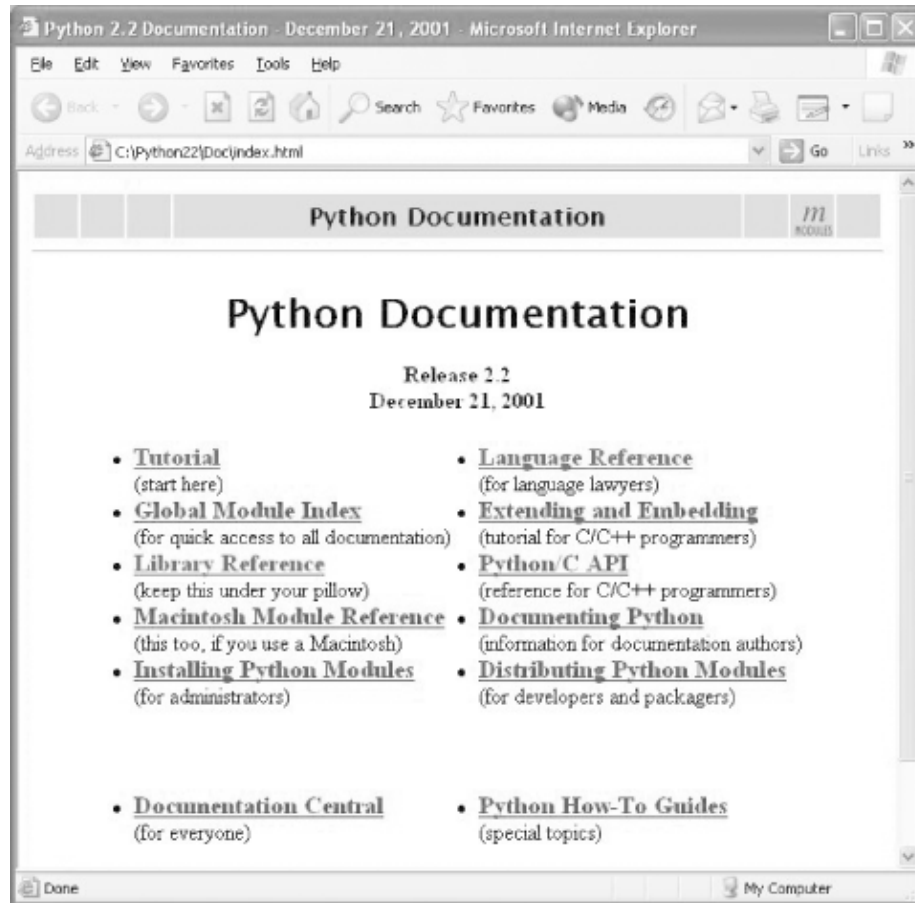 Python 2.2 Documentation - December 21, 2001 - Microsoft Internet Explorer
File Edit View Favorites Tools Help
Back Search Favorites Media
Address C:\Python22\Doc\index.html Go Links »
Python Documentation m
MODULES
Python Documentation
Release 2.2
December 21, 2001
• Tutorial
(start here)
• Global Module Index
(for quick access to all documentation)
• Library Reference
(keep this under your pillow)
• Macintosh Module Reference
(this too, if you use a Macintosh)
• Installing Python Modules
(for administrators)
• Language Reference
(for language lawyers)
• Extending and Embedding
(tutorial for C/C++ programmers)
• Python/C API
(reference for C/C++ programmers)
• Documenting Python
(information for documentation authors)
• Distributing Python Modules
(for developers and packagers)
• Documentation Central
(for everyone)
• Python How-To Guides
(special topics)
Done My Computer